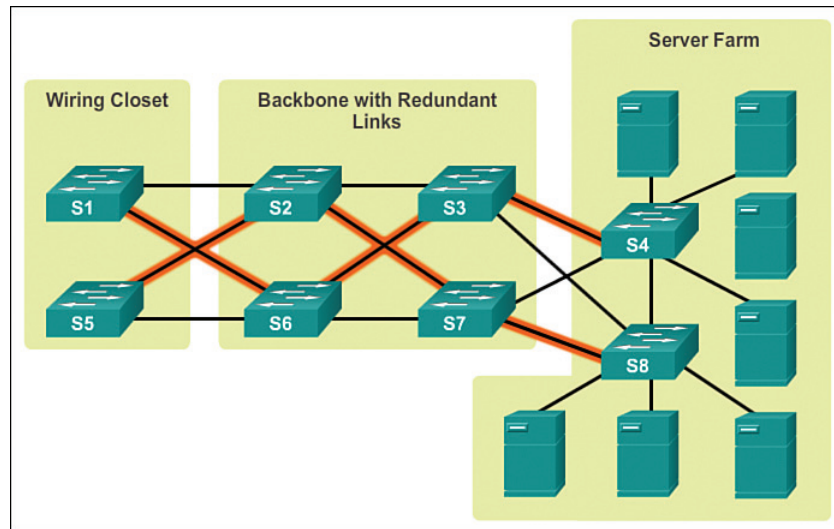 Server Farm
Wiring Closet
Backbone with Redundant
Links
S1
S2
S3
S4
S5
S6
S7
S8